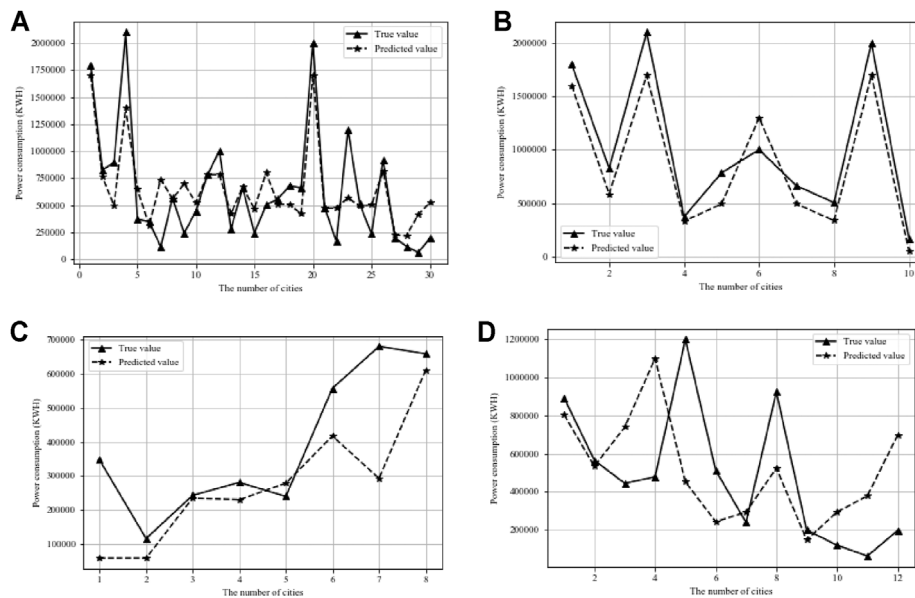 A
Power consumption (KWH)
2000000
1750000
1500000
1250000
1000000
750000
500000
250000
0
True value
Predicted value
0 5 10 15 20 25 30
The number of cities
B
Power consumption (KWH)
2000000
1500000
1000000
500000
0
True value
Predicted value
2 4 6 8 10
The number of cities
C
Power consumption (KWH)
700000
600000
500000
400000
300000
200000
100000
True value
Predicted value
1 2 3 4 5 6 7 8
The number of cities
D
Power consumption (KWH)
1200000
1000000
800000
600000
400000
200000
True value
Predicted value
2 4 6 8 10 12
The number of cities